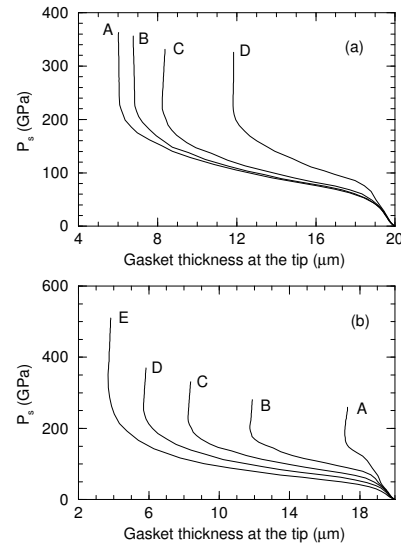 400
300
200
100
0
P_s (GPa)
A
B
C
D
(a)
4 8 12 16 20
Gasket thickness at the tip (μm)
600
400
200
0
P_s (GPa)
E
D
C
B
A
(b)
2 6 10 14 18
Gasket thickness at the tip (μm)